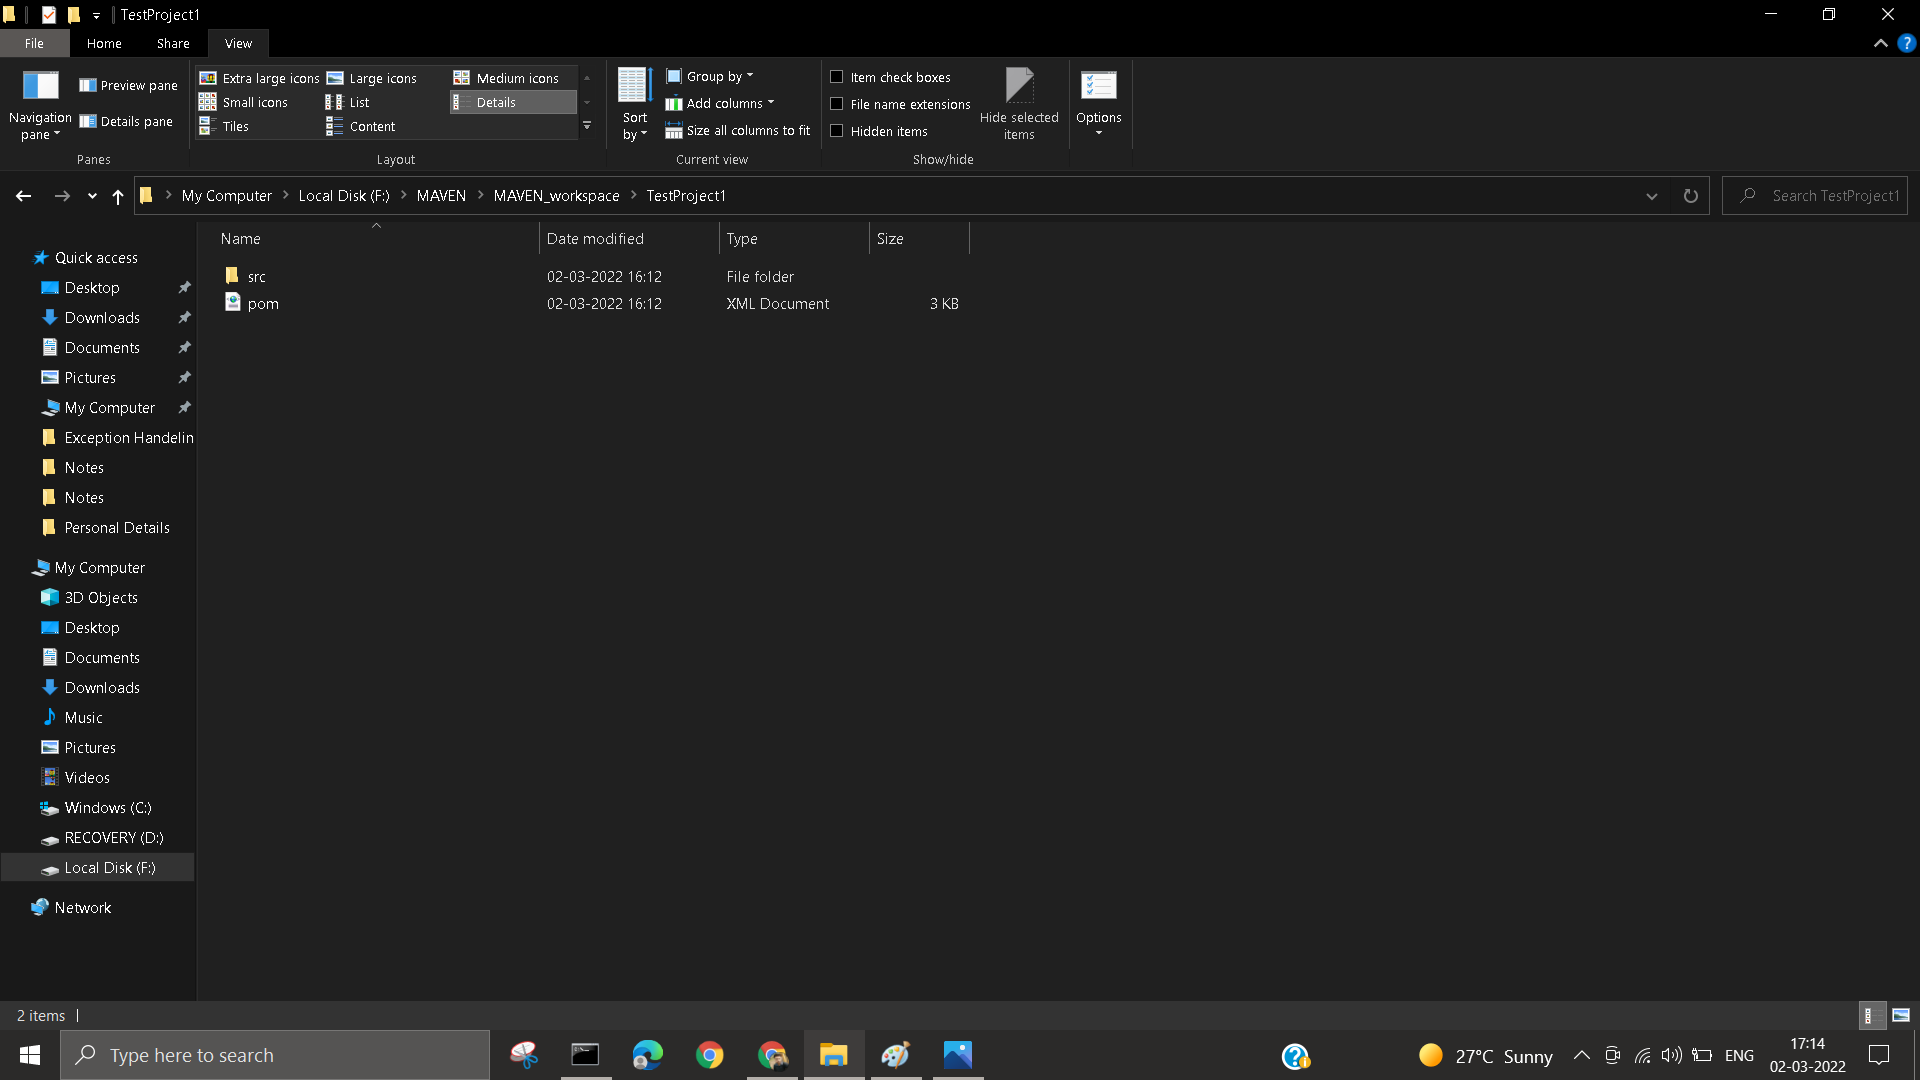 TestProject1
File Home Share View
Navigation pane
Preview pane
Details pane
Panes
Extra large icons Large icons Medium icons
Small icons List Details
Tiles Content
Layout
Sort by
Group by
Add columns
Size all columns to fit
Current view
Item check boxes
File name extensions
Hidden items
Hide selected items
Show/hide
Options
My Computer Local Disk (F:) MAVEN MAVEN_workspace TestProject1
Search TestProject1
Name Date modified Type Size
src 02-03-2022 16:12 File folder
pom 02-03-2022 16:12 XML Document 3 KB
Quick access
Desktop
Downloads
Documents
Pictures
My Computer
Exception Handelin
Notes
Notes
Personal Details
My Computer
3D Objects
Desktop
Documents
Downloads
Music
Pictures
Videos
Windows (C:)
RECOVERY (D:)
Local Disk (F:)
Network
2 items
Type here to search
27°C Sunny
ENG
17:14
02-03-2022